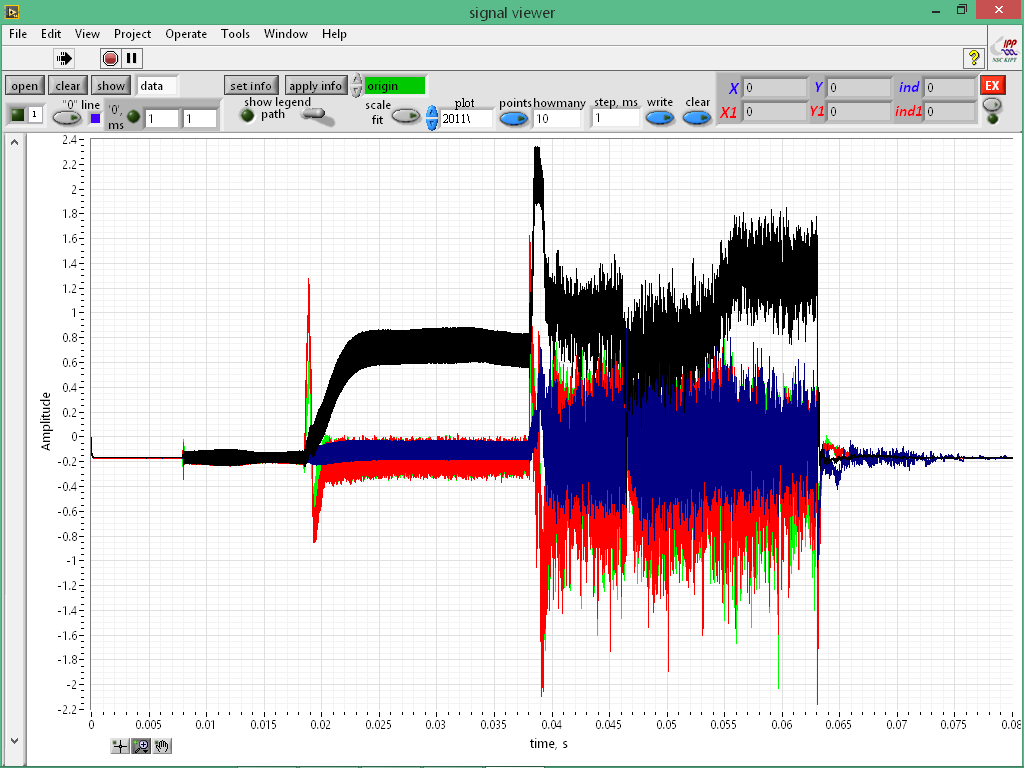 signal viewer
File Edit View Project Operate Tools Window Help
?
IPP
NSC KIPT
open clear show data set info apply info origin X 0 Y 0 ind 0 EX
1 "0" line '0', ms 1 1 show legend path scale fit plot 2011\ points howmany 10 step, ms 1 write clear X1 0 Y1 0 ind1 0
2.4
2.2
2
1.8
1.6
1.4
1.2
1
0.8
0.6
0.4
0.2
0
-0.2
-0.4
-0.6
-0.8
-1
-1.2
-1.4
-1.6
-1.8
-2
-2.2
Amplitude
0 0.005 0.01 0.015 0.02 0.025 0.03 0.035 0.04 0.045 0.05 0.055 0.06 0.065 0.07 0.075 0.08
time, s